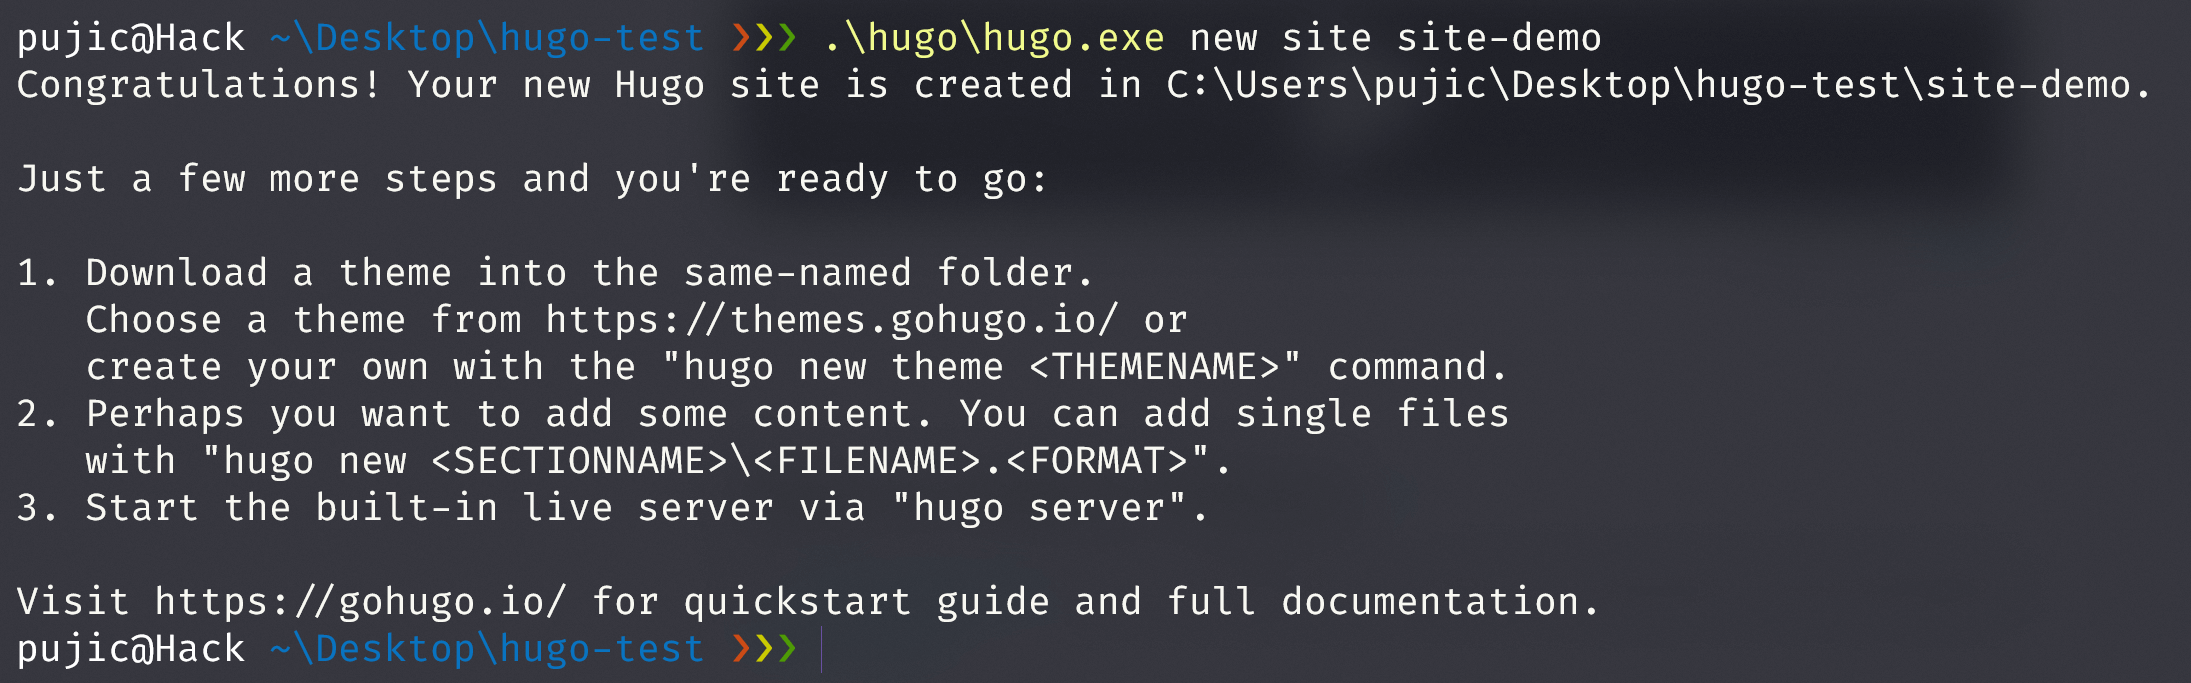 pujic@Hack ~\Desktop\hugo-test ❯❯❯ .\hugo\hugo.exe new site site-demo
Congratulations! Your new Hugo site is created in C:\Users\pujic\Desktop\hugo-test\site-demo.

Just a few more steps and you're ready to go:

1. Download a theme into the same-named folder.
   Choose a theme from https://themes.gohugo.io/ or
   create your own with the "hugo new theme <THEMENAME>" command.
2. Perhaps you want to add some content. You can add single files
   with "hugo new <SECTIONNAME>\<FILENAME>.<FORMAT>".
3. Start the built-in live server via "hugo server".

Visit https://gohugo.io/ for quickstart guide and full documentation.
pujic@Hack ~\Desktop\hugo-test ❯❯❯